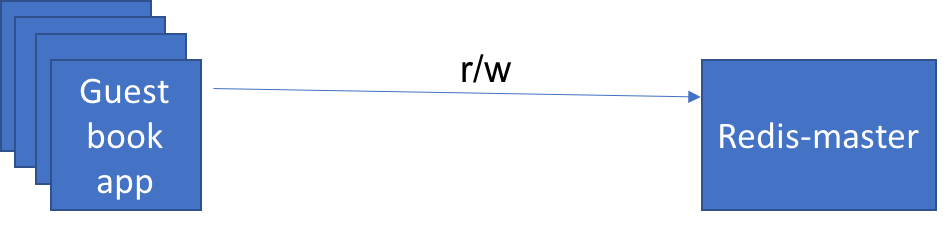 Guest
book
app
r/w
Redis-master